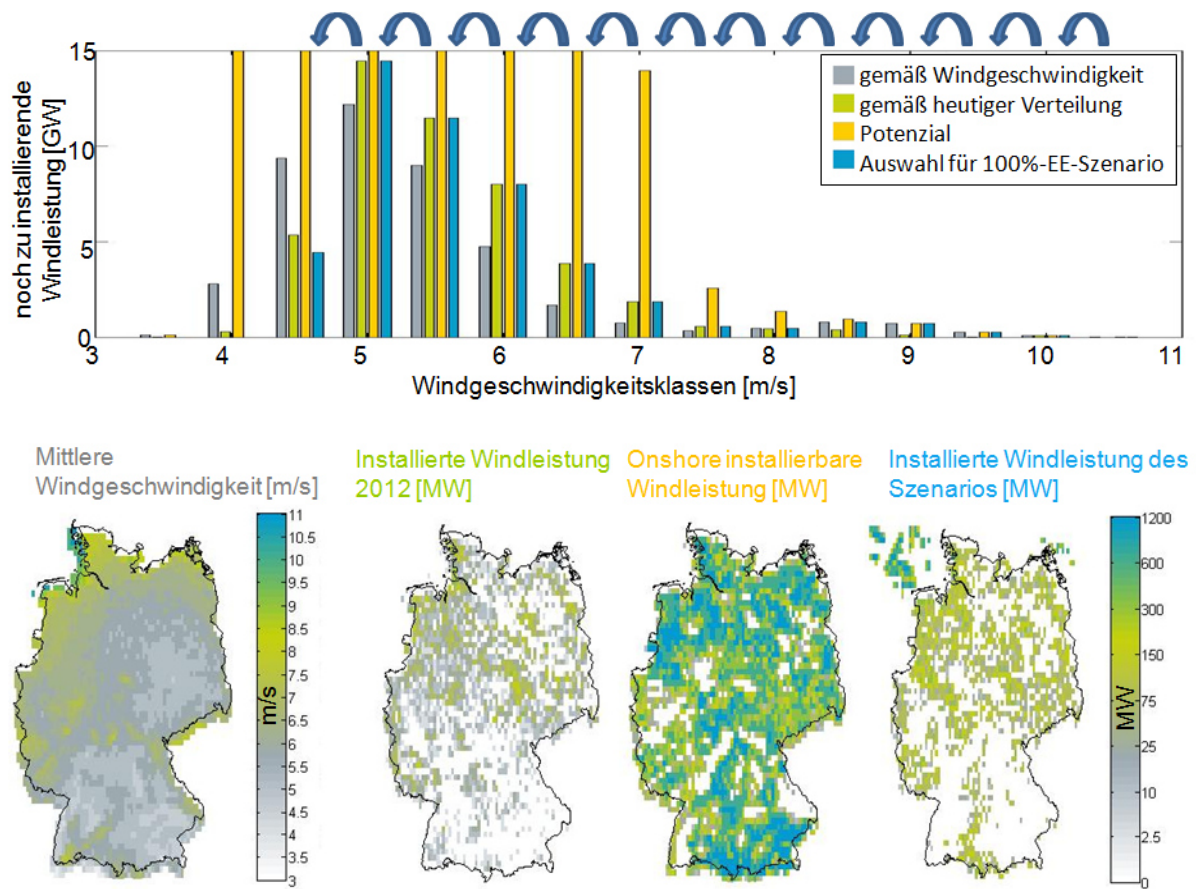 15
10
5
0
noch zu installierende
Windleistung [GW]
gemäß Windgeschwindigkeit
gemäß heutiger Verteilung
Potenzial
Auswahl für 100%-EE-Szenario
3 4 5 6 7 8 9 10 11
Windgeschwindigkeitsklassen [m/s]
Mittlere
Windgeschwindigkeit [m/s]
11
10.5
10
9.5
9
8.5
8
7.5
7
6.5
6
5.5
5
4.5
4
3.5
3
m/s
Installierte Windleistung
2012 [MW]
Onshore installierbare
Windleistung [MW]
Installierte Windleistung des
Szenarios [MW]
1200
600
300
150
75
25
10
2.5
0
MW